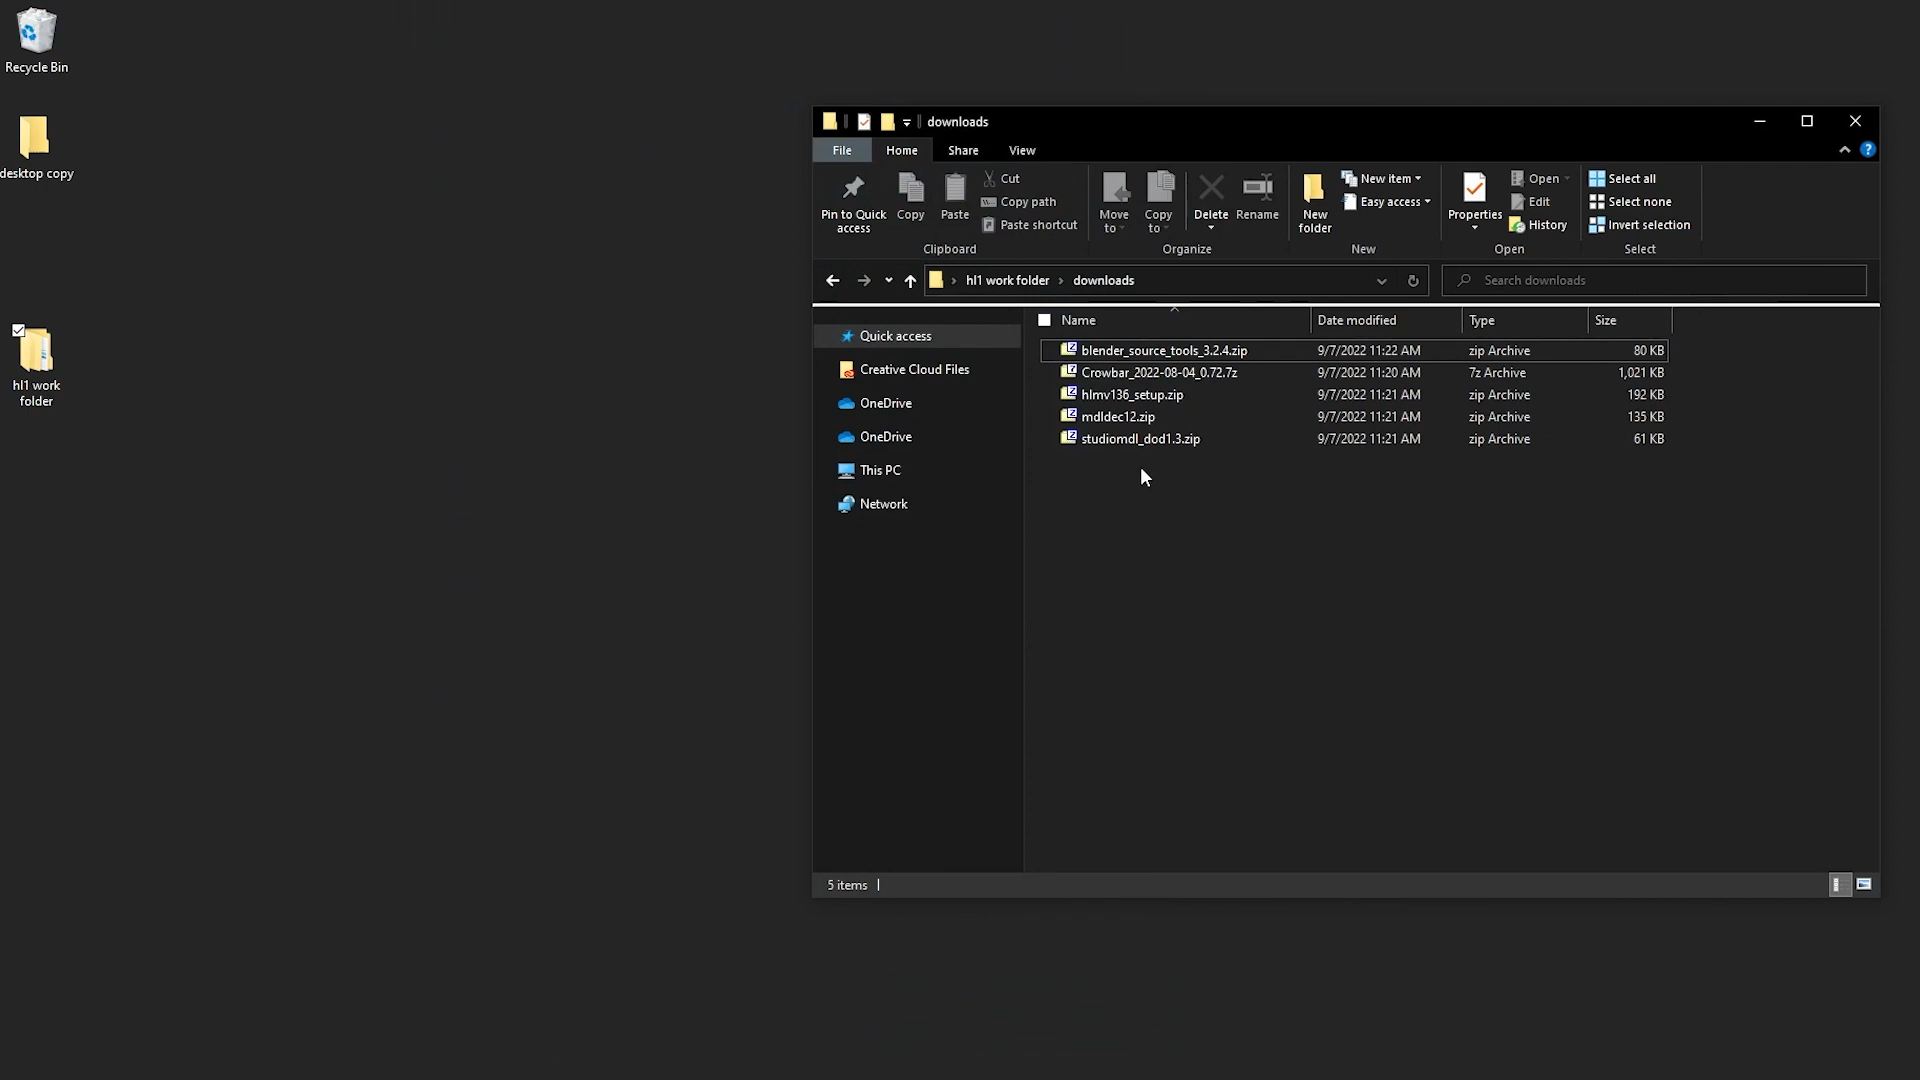 Recycle Bin
desktop copy
hl1 work
folder
downloads
File Home Share View
Pin to Quick
access
Copy
Paste
Cut
Copy path
Paste shortcut
Clipboard
Move
to
Copy
to
Delete
Rename
Organize
New
folder
New item
Easy access
New
Properties
Open
Edit
History
Open
Select all
Select none
Invert selection
Select
hl1 work folder > downloads
Search downloads
Quick access
Creative Cloud Files
OneDrive
OneDrive
This PC
Network
Name Date modified Type Size
blender_source_tools_3.2.4.zip 9/7/2022 11:22 AM zip Archive 80 KB
Crowbar_2022-08-04_0.72.7z 9/7/2022 11:20 AM 7z Archive 1,021 KB
hlmv136_setup.zip 9/7/2022 11:21 AM zip Archive 192 KB
mdldec12.zip 9/7/2022 11:21 AM zip Archive 135 KB
studiomdl_dod1.3.zip 9/7/2022 11:21 AM zip Archive 61 KB
5 items